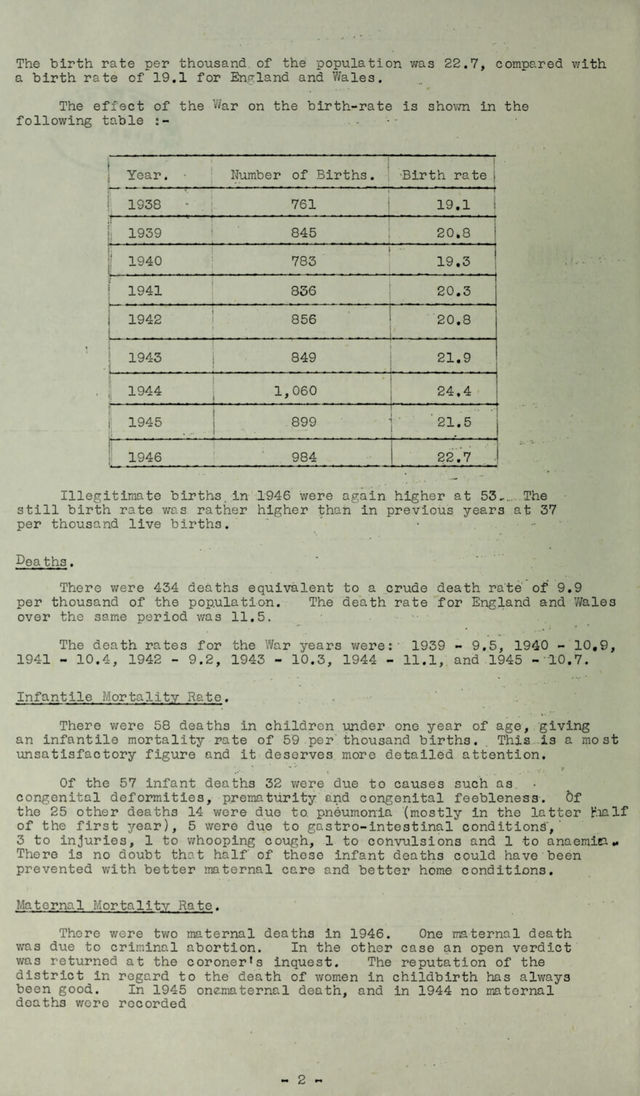 The birth rate per thousand of the population was 22.7, compared with
a birth rate of 19.1 for England and Wales.
The effect of the War on the birth-rate is shown in the
following table :-
Year. Number of Births. Birth rate
1938 761 19.1
1939 845 20.8
1940 783 19.3
1941 836 20.3
1942 856 20.8
1943 849 21.9
1944 1,060 24.4
1945 899 21.5
1946 984 22.7
Illegitimate births in 1946 were again higher at 53. The
still birth rate was rather higher than in previous years at 37
per thousand live births.
Deaths.
There were 434 deaths equivalent to a crude death rate of 9.9
per thousand of the population. The death rate for England and Wales
over the same period was 11.5.
The death rates for the War years were: 1939 - 9.5, 1940 - 10.9,
1941 - 10.4, 1942 - 9.2, 1943 - 10.3, 1944 - 11.1, and 1945 - 10.7.
Infantile Mortality Rate.
There were 58 deaths in children under one year of age, giving
an infantile mortality rate of 59 per thousand births. This is a most
unsatisfactory figure and it deserves more detailed attention.
Of the 57 infant deaths 32 were due to causes such as
congenital deformities, prematurity and congenital feebleness. Of
the 25 other deaths 14 were due to pneumonia (mostly in the latter half
of the first year), 5 were due to gastro-intestinal conditions,
3 to injuries, 1 to whooping cough, 1 to convulsions and 1 to anaemia.
There is no doubt that half of these infant deaths could have been
prevented with better maternal care and better home conditions.
Maternal Mortality Rate.
There were two maternal deaths in 1946. One maternal death
was due to criminal abortion. In the other case an open verdict
was returned at the coroner's inquest. The reputation of the
district in regard to the death of women in childbirth has always
been good. In 1945 one maternal death, and in 1944 no maternal
deaths were recorded
- 2 -